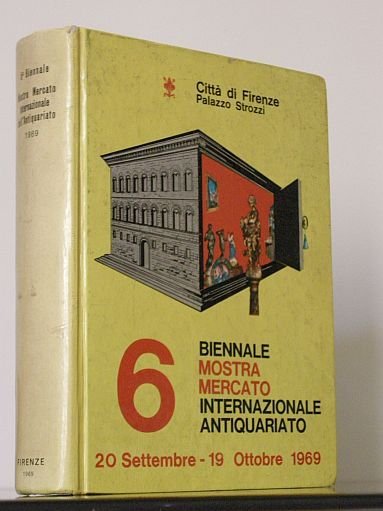 6ª Biennale
Mostra Mercato
Internazionale
dell'Antiquariato
1969
FIRENZE
1969
Città di Firenze
Palazzo Strozzi
6
BIENNALE
MOSTRA
MERCATO
INTERNAZIONALE
ANTIQUARIATO
20 Settembre - 19 Ottobre 1969